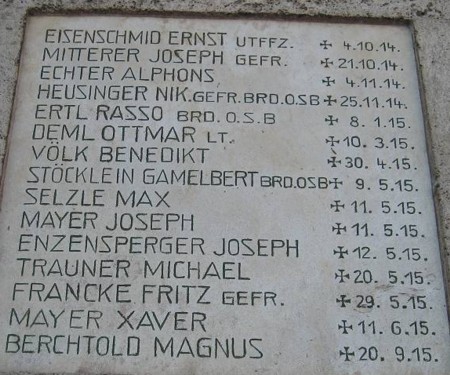 EISENSCHMID ERNST UTFFZ. ✠ 4.10.14.
MITTERER JOSEPH GEFR. ✠ 21.10.14.
ECHTER ALPHONS ✠ 4.11.14.
HEUSINGER NIK. GEFR. BRD. O.S.B ✠ 25.11.14.
ERTL RASSO BRD. O.S.B ✠ 8. 1.15.
DEML OTTMAR LT. ✠ 10. 3.15.
VÖLK BENEDIKT ✠ 30. 4.15.
STÖCKLEIN GAMELBERT BRD. OSB ✠ 9. 5.15.
SELZLE MAX ✠ 11. 5.15.
MAYER JOSEPH ✠ 11. 5.15.
ENZENSPERGER JOSEPH ✠ 12. 5.15.
TRAUNER MICHAEL ✠ 20. 5.15.
FRANCKE FRITZ GEFR. ✠ 29. 5.15.
MAYER XAVER ✠ 11. 6.15.
BERCHTOLD MAGNUS ✠ 20. 9.15.